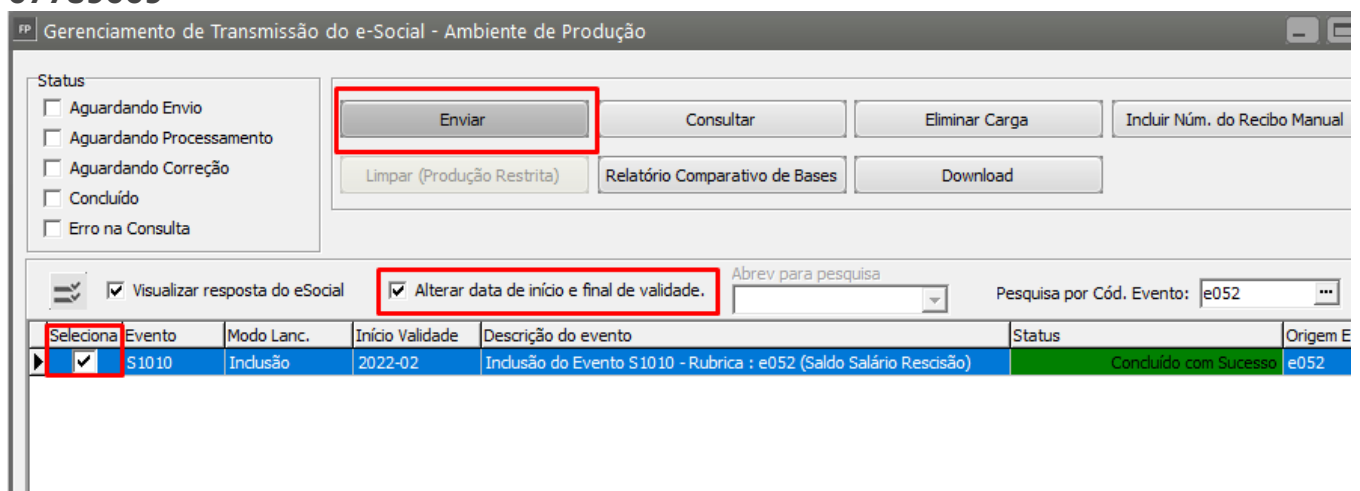 FP Gerenciamento de Transmissão do e-Social - Ambiente de Produção
Status
Aguardando Envio
Aguardando Processamento
Aguardando Correção
Concluído
Erro na Consulta
Enviar Consultar Eliminar Carga Incluir Núm. do Recibo Manual
Limpar (Produção Restrita) Relatório Comparativo de Bases Download
Visualizar resposta do eSocial Alterar data de início e final de validade. Abrev para pesquisa Pesquisa por Cód. Evento: e052 ...
Seleciona Evento Modo Lanc. Início Validade Descrição do evento Status Origem E
S1010 Inclusão 2022-02 Inclusão do Evento S1010 - Rubrica : e052 (Saldo Salário Rescisão) Concluído com Sucesso e052